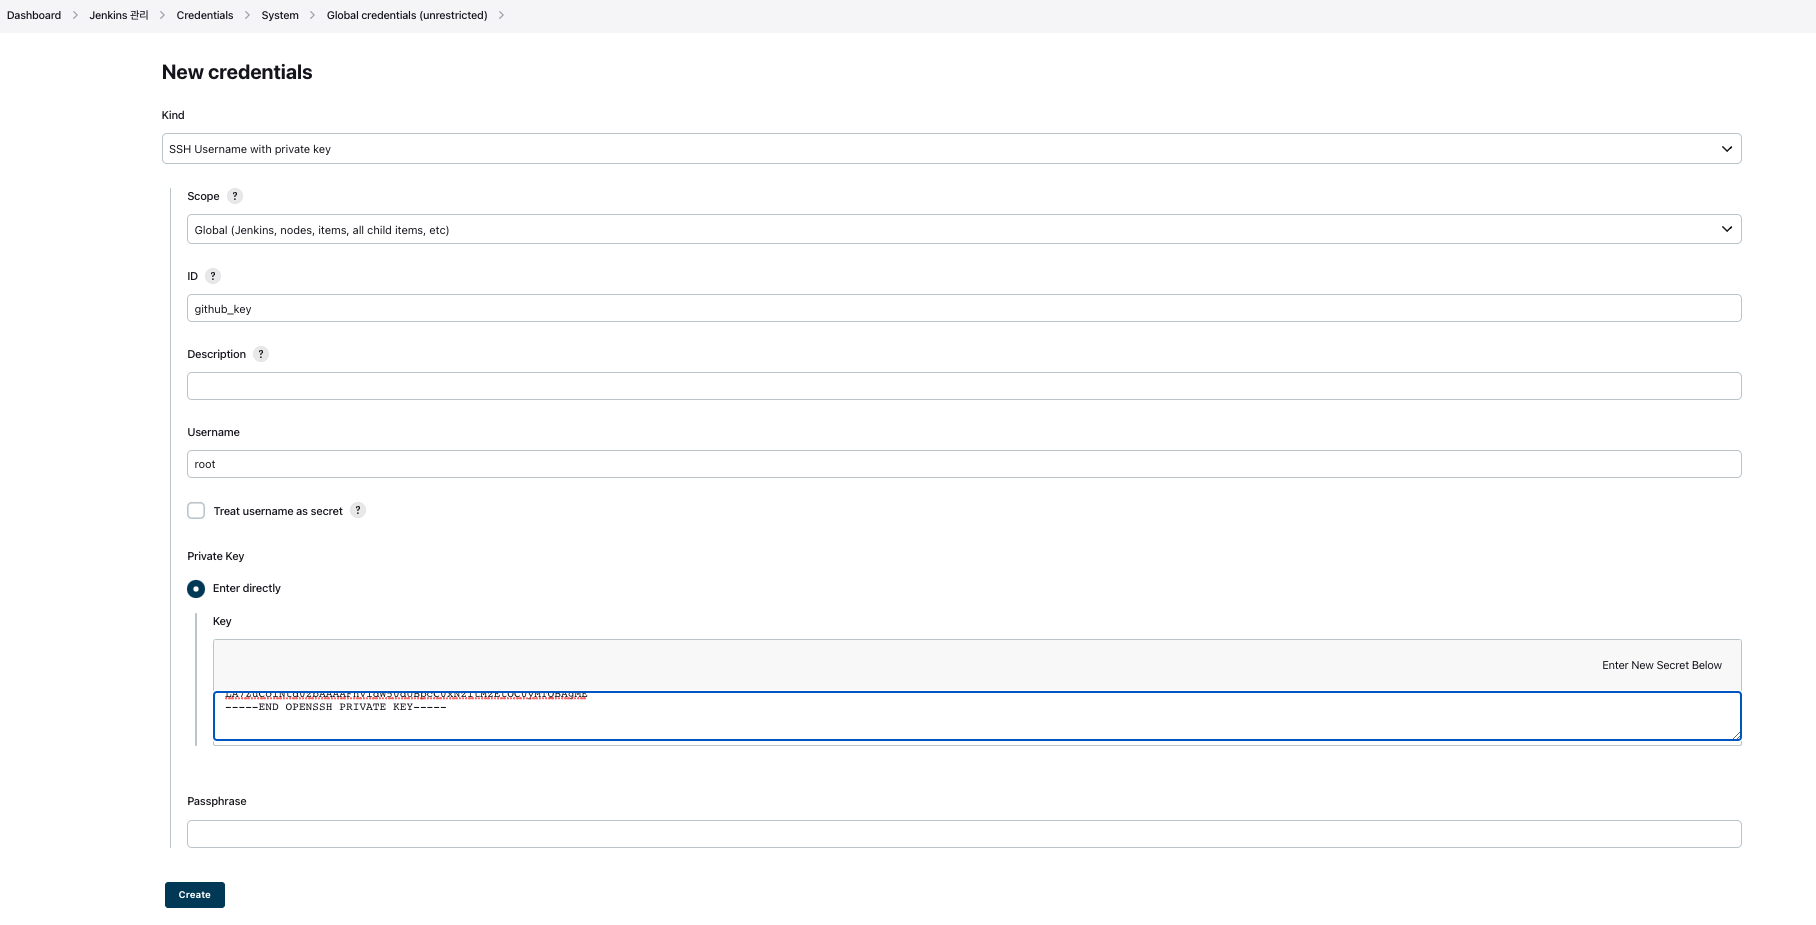 Dashboard > Jenkins 관리 > Credentials > System > Global credentials (unrestricted) >
New credentials
Kind
SSH Username with private key
Scope ?
Global (Jenkins, nodes, items, all child items, etc)
ID ?
github_key
Description ?
Username
root
Treat username as secret ?
Private Key
Enter directly
Key
Enter New Secret Below
-----END OPENSSH PRIVATE KEY-----
Passphrase
Create